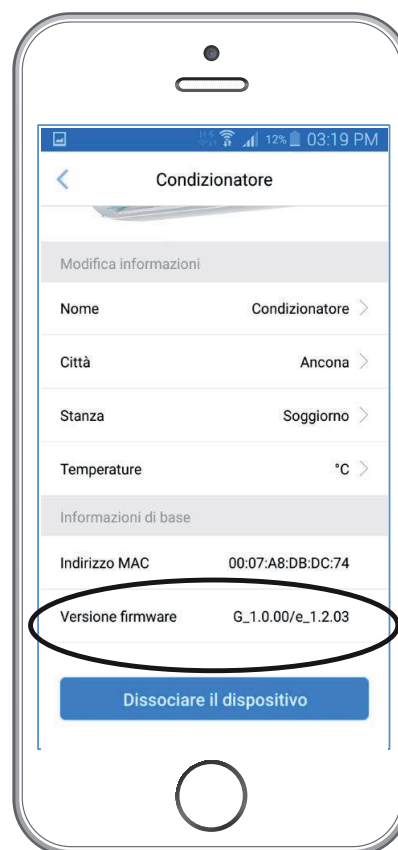 12% 03:19 PM
Condizionatore
Modifica informazioni
Nome Condizionatore
Città Ancona
Stanza Soggiorno
Temperature °C
Informazioni di base
Indirizzo MAC 00:07:A8:DB:DC:74
Versione firmware G_1.0.00/e_1.2.03
Dissociare il dispositivo